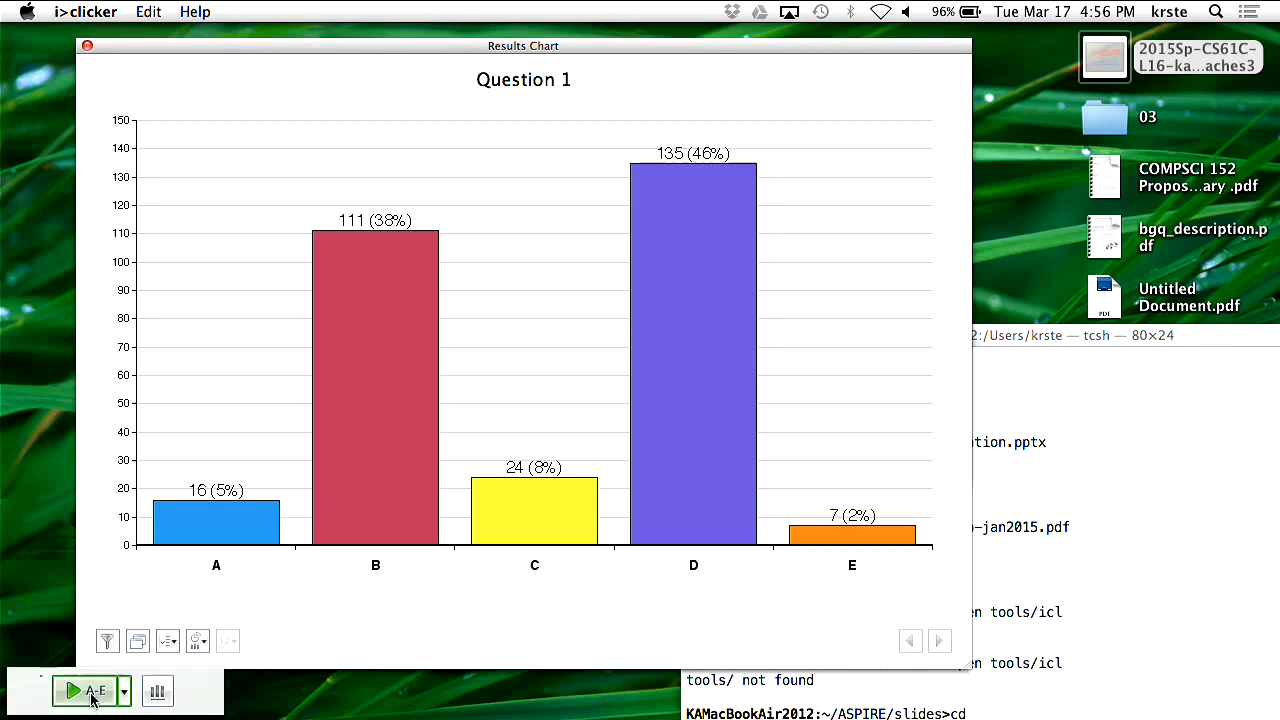 i>clicker Edit Help 96% Tue Mar 17 4:56 PM krste
Results Chart
Question 1
150
140
130
120
110
100
90
80
70
60
50
40
30
20
10
0
16 (5%)
111 (38%)
24 (8%)
135 (46%)
7 (2%)
A B C D E
A-E
2015Sp-CS61C-
L16-ka...aches3
03
COMPSCI 152
Propos...ary .pdf
bgq_description.p
df
Untitled
Document.pdf
PDF
2:/Users/krste — tcsh — 80×24
tion.pptx
-jan2015.pdf
en tools/icl
en tools/icl
tools/ not found
KAMacBookAir2012:~/ASPIRE/slides>cd